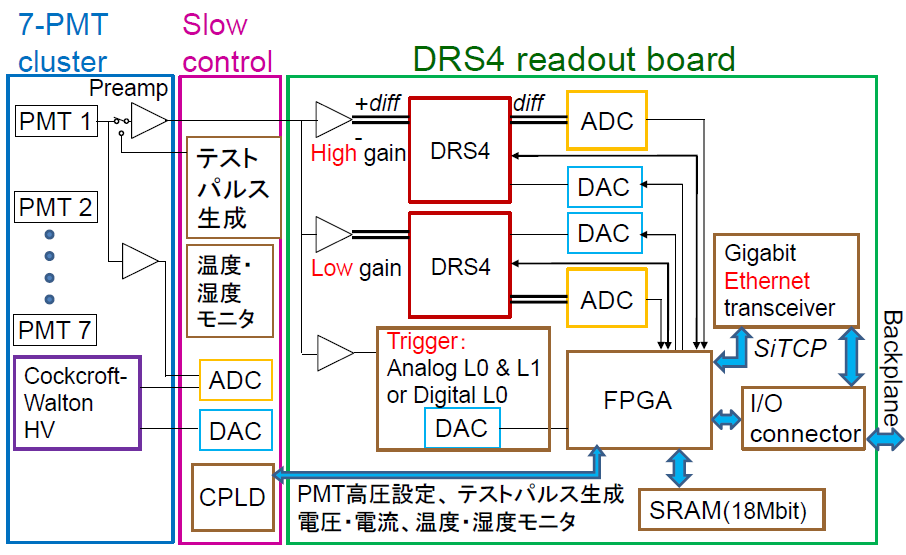 7-PMT
cluster
Slow
control
DRS4 readout board
Preamp
PMT 1
PMT 2
PMT 7
Cockcroft-
Walton
HV
テスト
パルス
生成
温度・
湿度
モニタ
ADC
DAC
CPLD
+diff
-
High gain
DRS4
diff
ADC
DAC
Low gain
DRS4
DAC
ADC
Trigger:
Analog L0 & L1
or Digital L0
DAC
FPGA
Gigabit
Ethernet
transceiver
SiTCP
I/O
connector
Backplane
SRAM(18Mbit)
PMT高圧設定、テストパルス生成
電圧・電流、温度・湿度モニタ